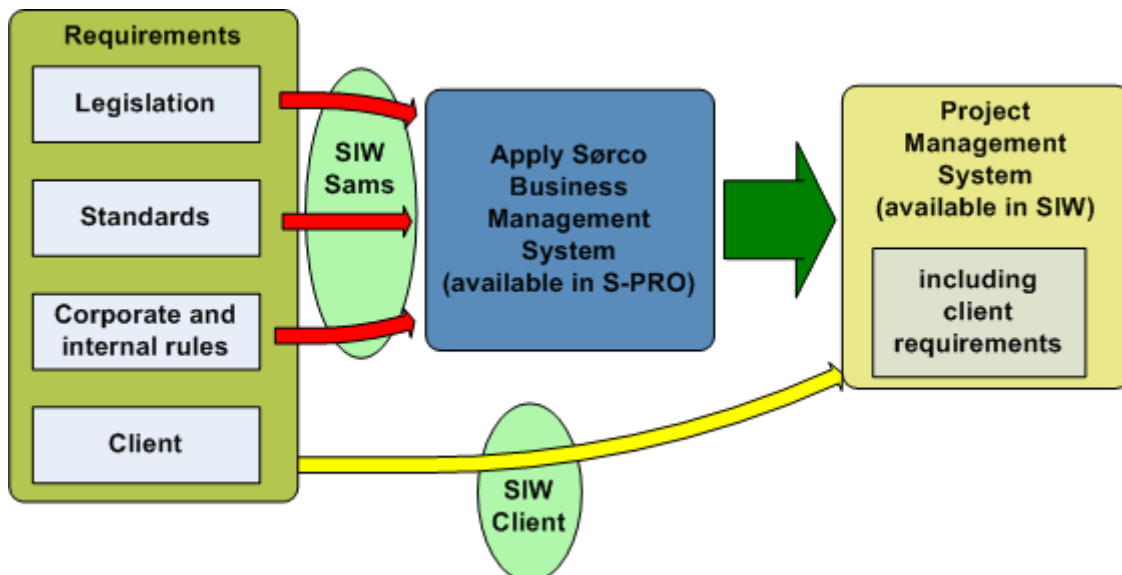 Requirements
Legislation
Standards
Corporate and
internal rules
Client
SIW
Sams
Apply Sørco
Business
Management
System
(available in S-PRO)
Project
Management
System
(available in SIW)
including
client
requirements
SIW
Client